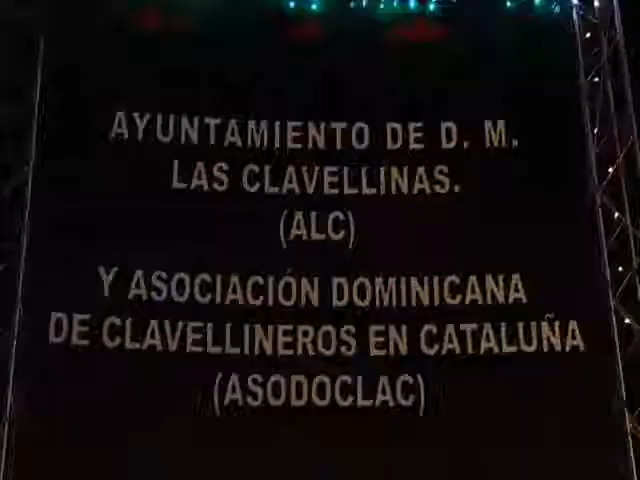 AYUNTAMIENTO DE D. M.
LAS CLAVELLINAS.
(ALC)
Y ASOCIACIÓN DOMINICANA
DE CLAVELLINEROS EN CATALUÑA
(ASODOCLAC)